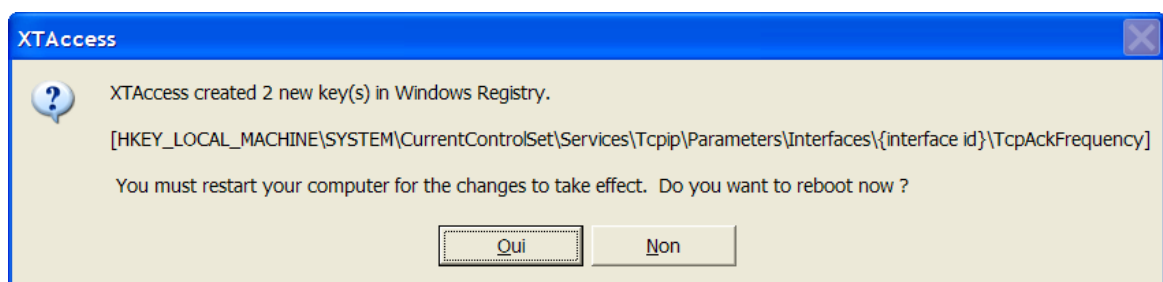 XTAccess
XTAccess created 2 new key(s) in Windows Registry.
[HKEY_LOCAL_MACHINE\SYSTEM\CurrentControlSet\Services\Tcpip\Parameters\Interfaces\{interface id}\TcpAckFrequency]
You must restart your computer for the changes to take effect. Do you want to reboot now ?
Oui Non